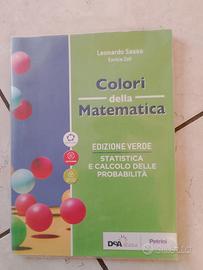 Leonardo Sasso
Enrico Zoli
Colori
della
Matematica
EDIZIONE VERDE
STATISTICA
E CALCOLO DELLE
PROBABILITÀ
DeA
Petrini